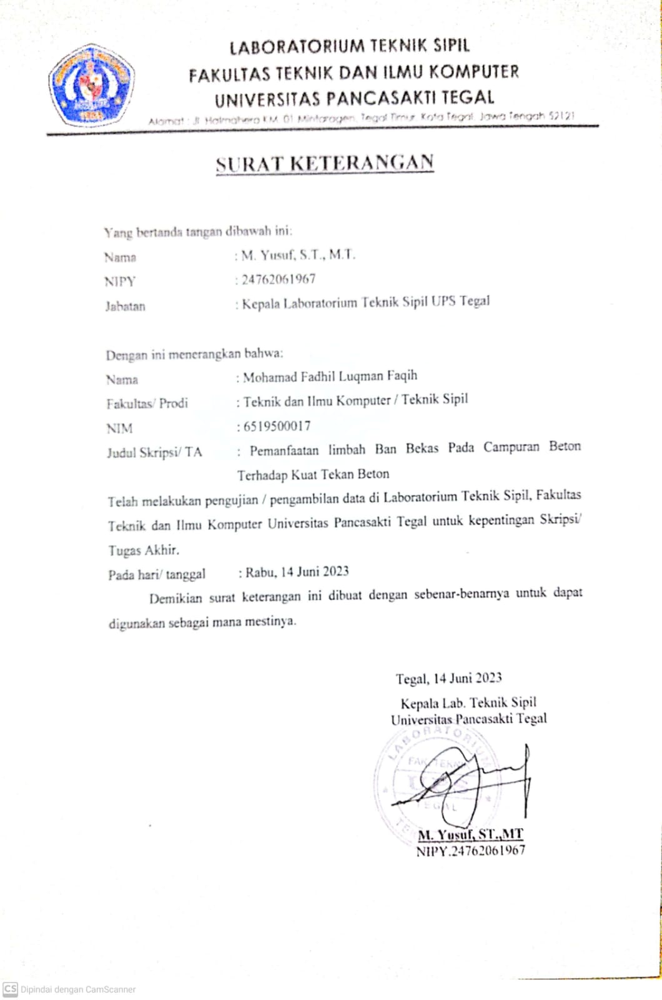 LABORATORIUM TEKNIK SIPIL
FAKULTAS TEKNIK DAN ILMU KOMPUTER
UNIVERSITAS PANCASAKTI TEGAL
Alamat : Jl. Halmahera KM. 01 Mintaragen, Tegal Timur, Kota Tegal, Jawa Tengah 52121
SURAT KETERANGAN
Yang bertanda tangan dibawah ini:
Nama : M. Yusuf, S.T., M.T.
NIPY : 24762061967
Jabatan : Kepala Laboratorium Teknik Sipil UPS Tegal
Dengan ini menerangkan bahwa:
Nama : Mohamad Fadhil Luqman Faqih
Fakultas/ Prodi : Teknik dan Ilmu Komputer / Teknik Sipil
NIM : 6519500017
Judul Skripsi/ TA : Pemanfaatan limbah Ban Bekas Pada Campuran Beton
Terhadap Kuat Tekan Beton
Telah melakukan pengujian / pengambilan data di Laboratorium Teknik Sipil, Fakultas
Teknik dan Ilmu Komputer Universitas Pancasakti Tegal untuk kepentingan Skripsi/
Tugas Akhir.
Pada hari/ tanggal : Rabu, 14 Juni 2023
Demikian surat keterangan ini dibuat dengan sebenar-benarnya untuk dapat
digunakan sebagai mana mestinya.
Tegal, 14 Juni 2023
Kepala Lab. Teknik Sipil
Universitas Pancasakti Tegal
LABORATORIUM
FAK. TEKNIK
UPS
TEGAL
M. Yusuf, ST.,MT
NIPY.24762061967
CS Dipindai dengan CamScanner